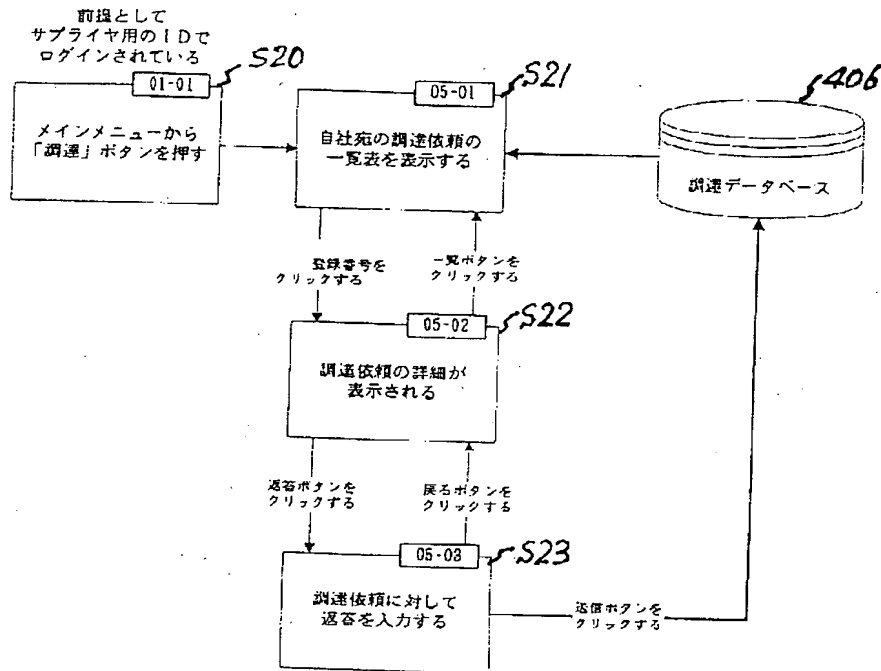 前提として
サプライヤ用のIDで
ログインされている
S20
01-01
メインメニューから
「調達」ボタンを押す
S21
05-01
自社宛の調達依頼の
一覧表を表示する
406
調達データベース
登録番号を
クリックする
一覧ボタンを
クリックする
S22
05-02
調達依頼の詳細が
表示される
返答ボタンを
クリックする
戻るボタンを
クリックする
S23
05-03
調達依頼に対して
返答を入力する
送信ボタンを
クリックする